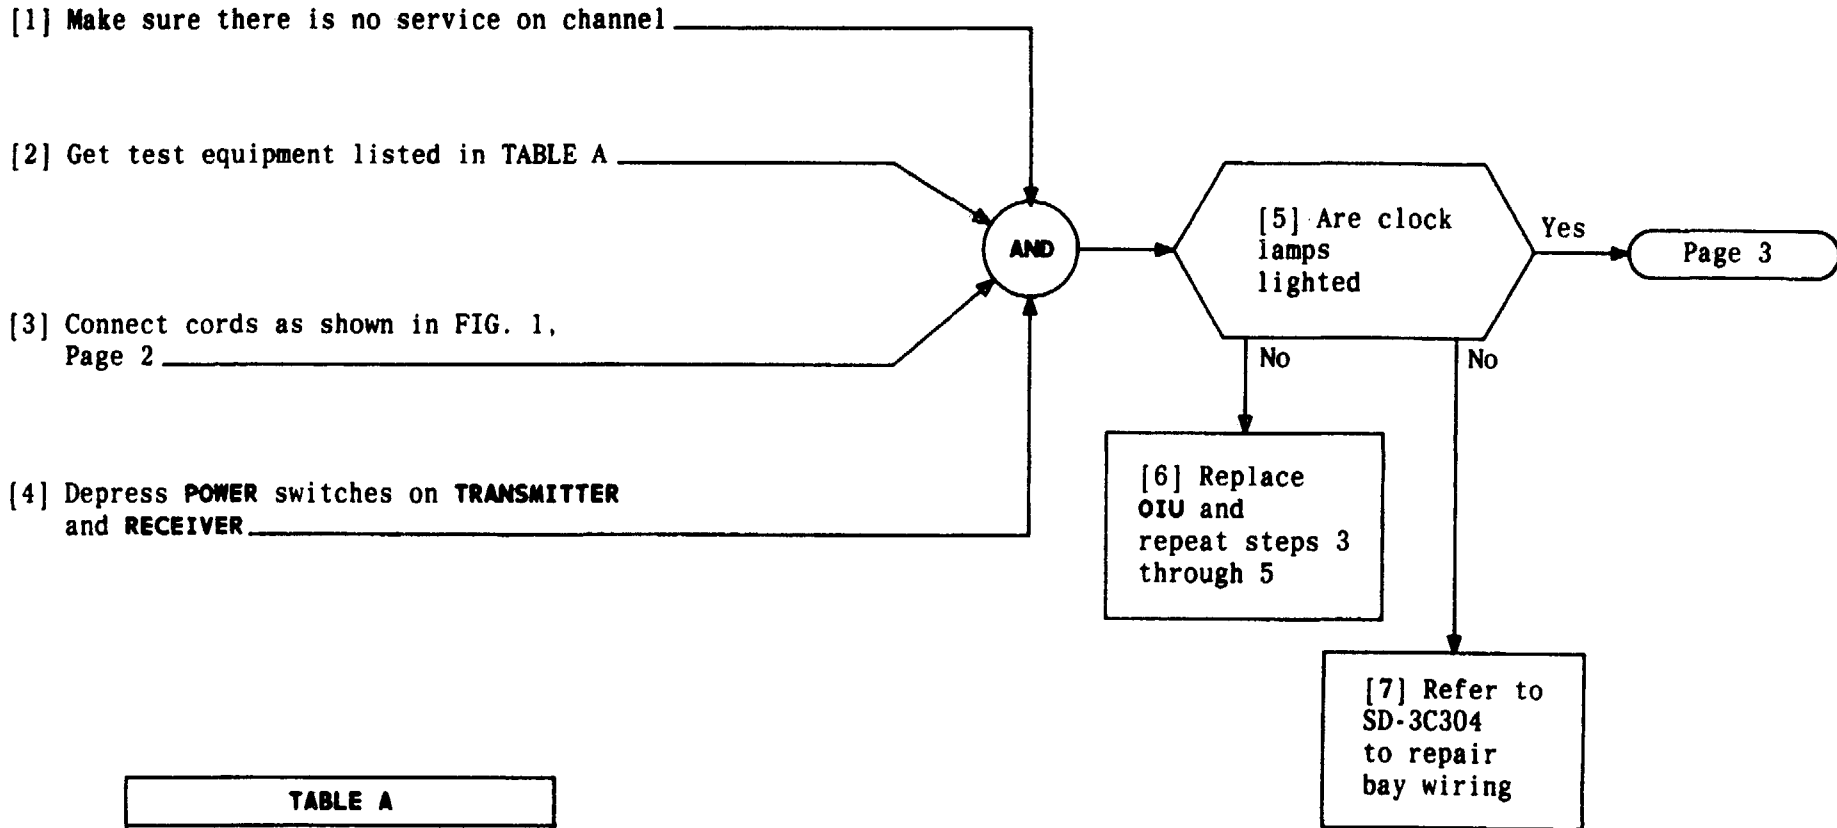 [1] Make sure there is no service on channel
[2] Get test equipment listed in TABLE A
[3] Connect cords as shown in FIG. 1,
Page 2
[4] Depress POWER switches on TRANSMITTER
and RECEIVER
AND
[5] Are clock
lamps
lighted
Yes
Page 3
No
No
[6] Replace
OIU and
repeat steps 3
through 5
[7] Refer to
SD-3C304
to repair
bay wiring
TABLE A